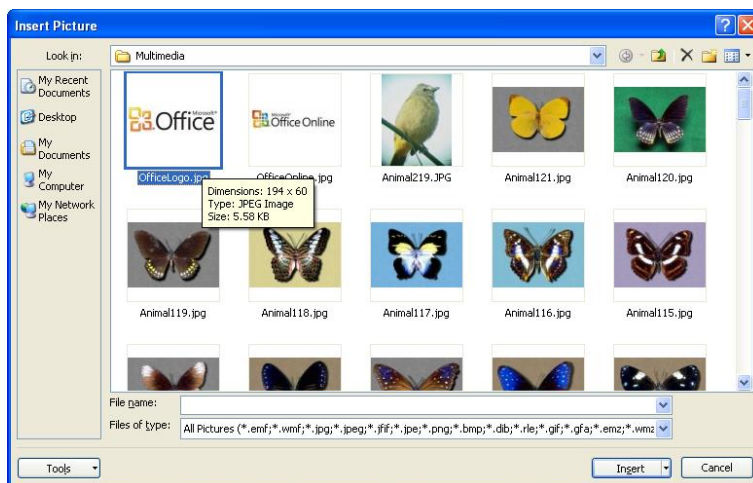 Insert Picture
Look in:
Multimedia
My Recent
Documents
Desktop
My
Documents
My
Computer
My Network
Places
Microsoft
Office
Microsoft
Office Online
OfficeLogo.jpg
OfficeOnline.jpg
Animal219.JPG
Animal121.jpg
Animal120.jpg
Dimensions: 194 x 60
Type: JPEG Image
Size: 5.58 KB
Animal119.jpg
Animal118.jpg
Animal117.jpg
Animal116.jpg
Animal115.jpg
File name:
Files of type:
All Pictures (*.emf;*.wmf;*.jpg;*.jpeg;*.jfif;*.jpe;*.png;*.bmp;*.dib;*.rle;*.gif;*.gfa;*.emz;*.wmz
Tools
Insert
Cancel